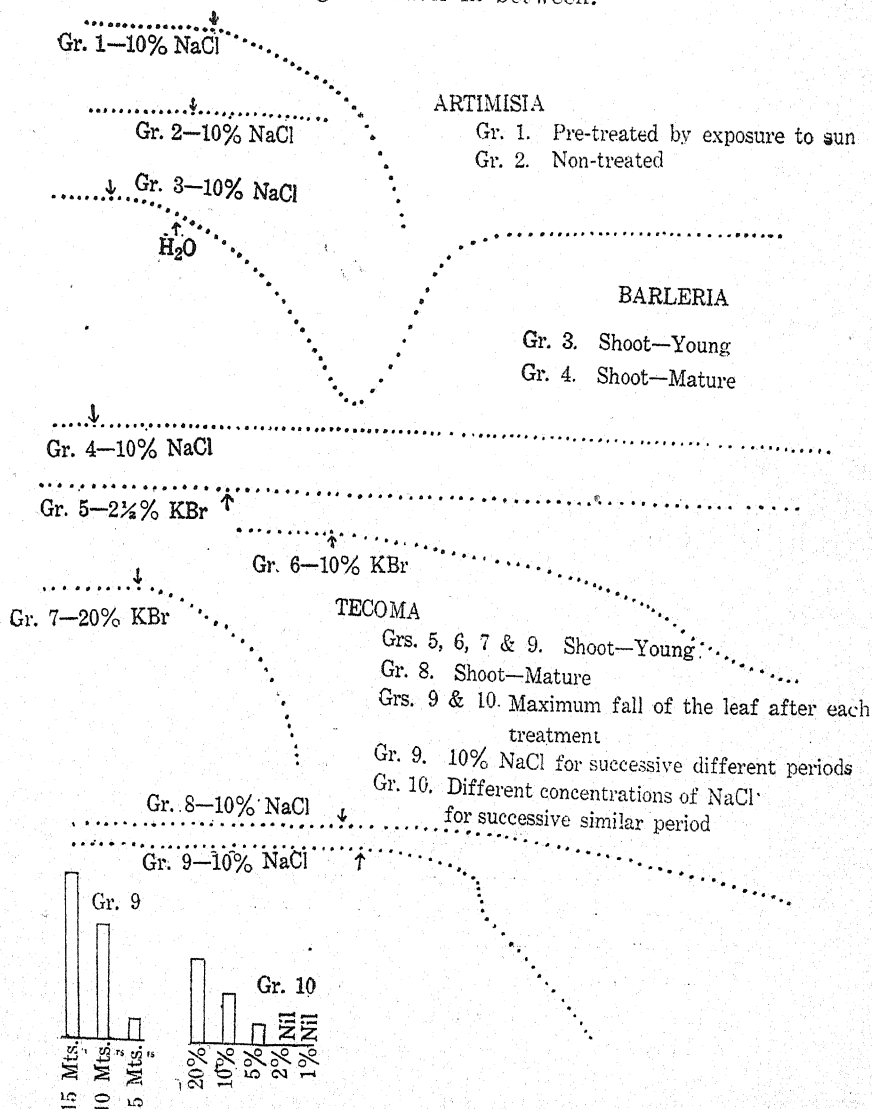 in between.
Gr. 1—10% NaCl
ARTIMISIA
Gr. 1. Pre-treated by exposure to sun
Gr. 2. Non-treated
Gr. 2—10% NaCl
Gr. 3—10% NaCl
H₂O
BARLERIA
Gr. 3. Shoot—Young
Gr. 4. Shoot—Mature
Gr. 4—10% NaCl
Gr. 5—2½% KBr
Gr. 6—10% KBr
Gr. 7—20% KBr
TECOMA
Grs. 5, 6, 7 & 9. Shoot—Young
Gr. 8. Shoot—Mature
Grs. 9 & 10. Maximum fall of the leaf after each
treatment
Gr. 9. 10% NaCl for successive different periods
Gr. 10. Different concentrations of NaCl
for successive similar period
Gr. 8—10% NaCl
Gr. 9—10% NaCl
Gr. 9
15 Mts.
10 Mts.
5 Mts.
Gr. 10
20%
10%
5%
2% Nil
1% Nil